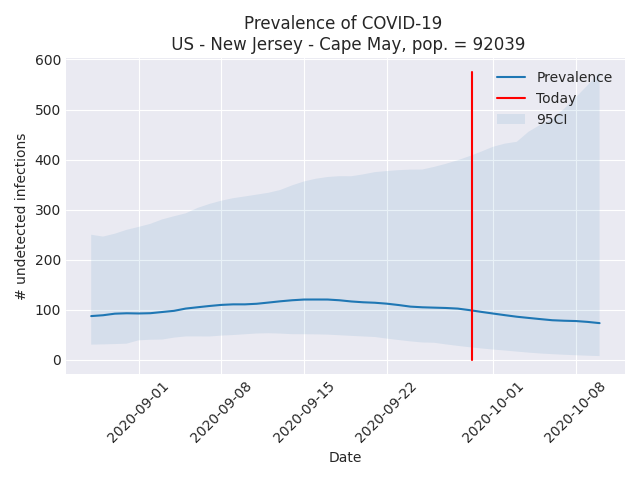 Prevalence of COVID-19
US - New Jersey - Cape May, pop. = 92039
# undetected infections
600
500
400
300
200
100
0
Prevalence
Today
95CI
2020-09-01
2020-09-08
2020-09-15
2020-09-22
2020-10-01
2020-10-08
Date